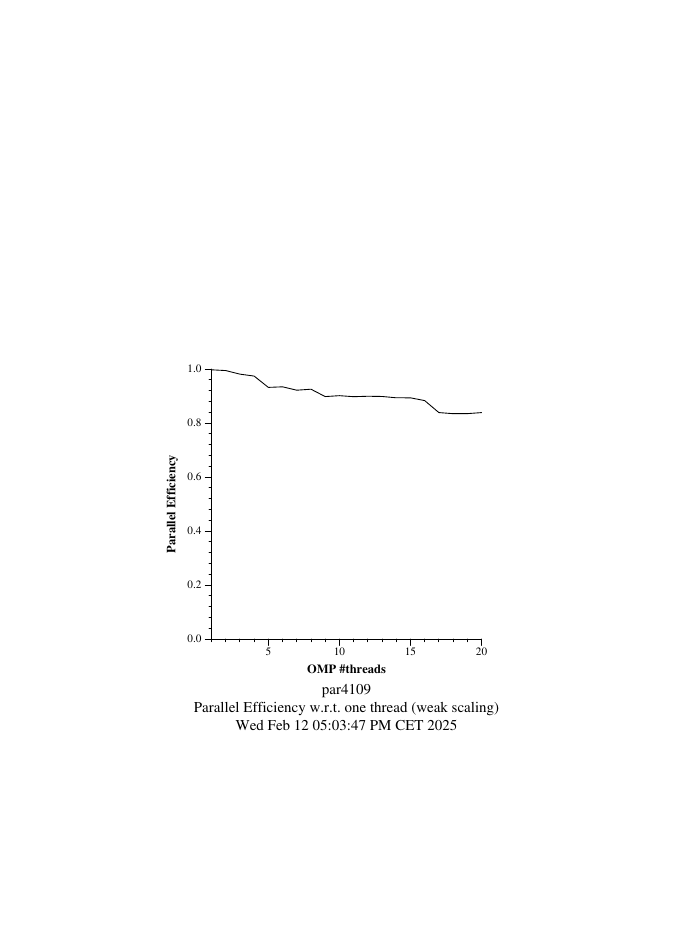 1.0
0.8
0.6
0.4
0.2
0.0
Parallel Efficiency
5 10 15 20
OMP #threads
par4109
Parallel Efficiency w.r.t. one thread (weak scaling)
Wed Feb 12 05:03:47 PM CET 2025